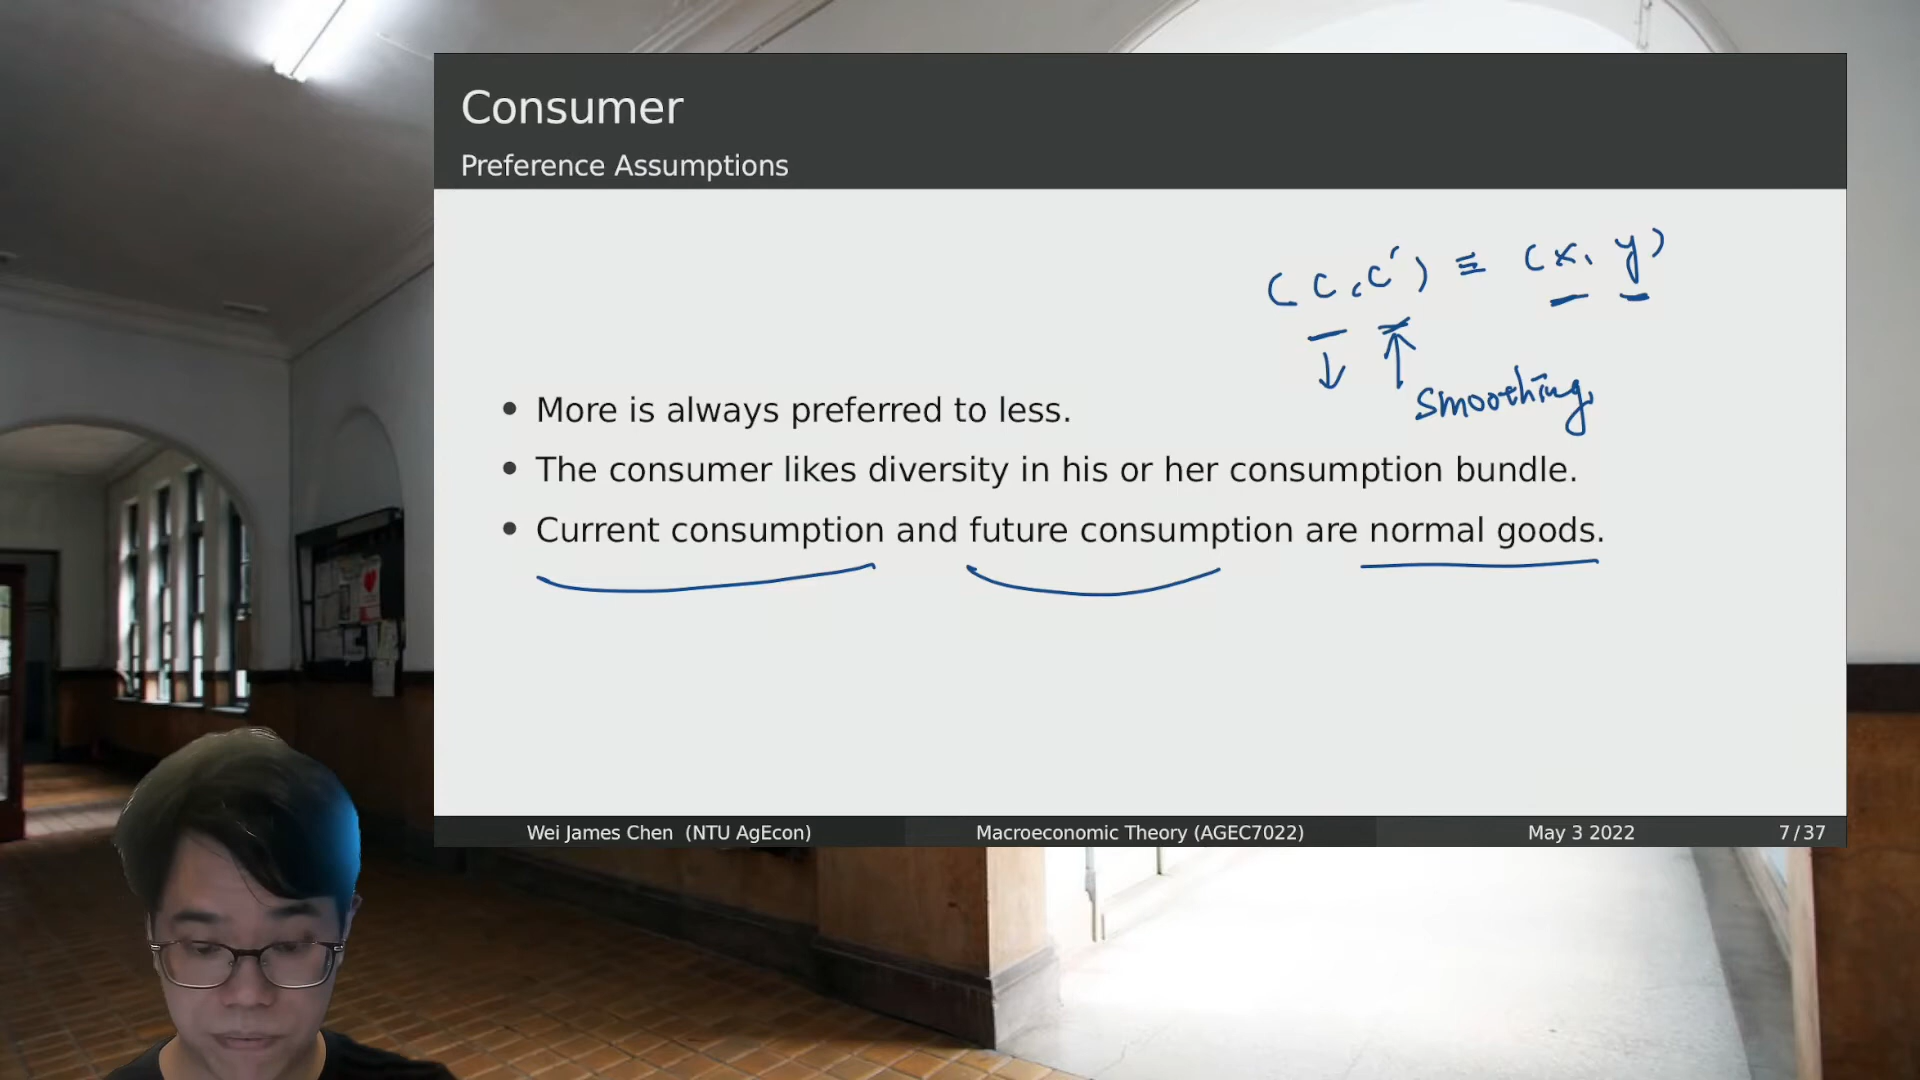 Consumer
Preference Assumptions
(c, c′) ≡ (x, y)
↓ ↑
Smoothing
• More is always preferred to less.
• The consumer likes diversity in his or her consumption bundle.
• Current consumption and future consumption are normal goods.
Wei James Chen (NTU AgEcon) Macroeconomic Theory (AGEC7022) May 3 2022 7/37